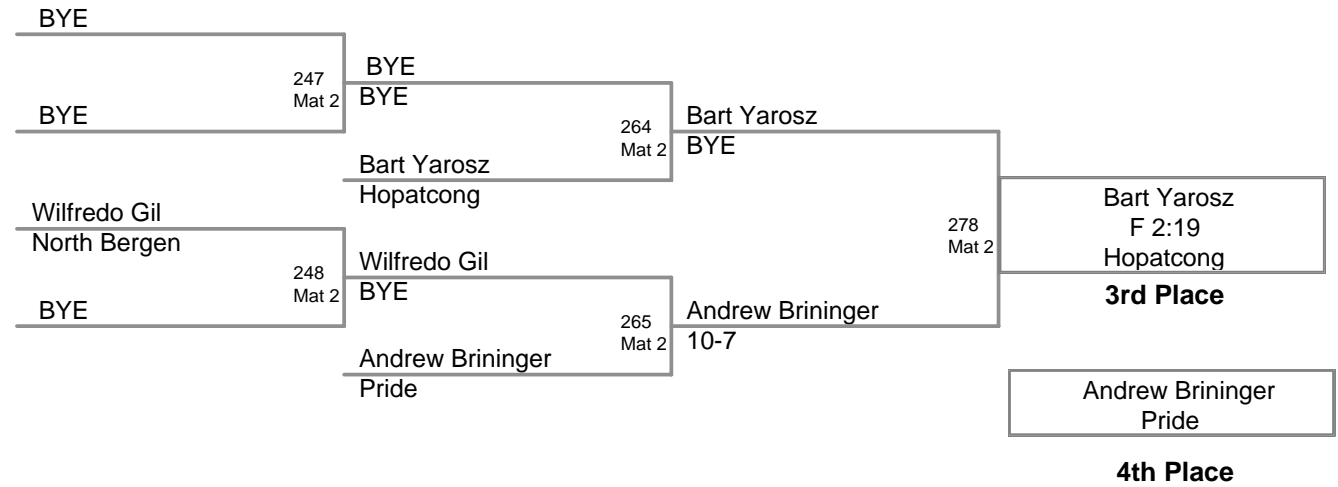 BYE
247
Mat 2
BYE
BYE
BYE
264
Mat 2
Bart Yarosz
Hopatcong
Bart Yarosz
BYE
Wilfredo Gil
North Bergen
248
Mat 2
BYE
Wilfredo Gil
BYE
265
Mat 2
Andrew Brininger
Pride
Andrew Brininger
10-7
278
Mat 2
Bart Yarosz
F 2:19
Hopatcong
3rd Place
Andrew Brininger
Pride
4th Place